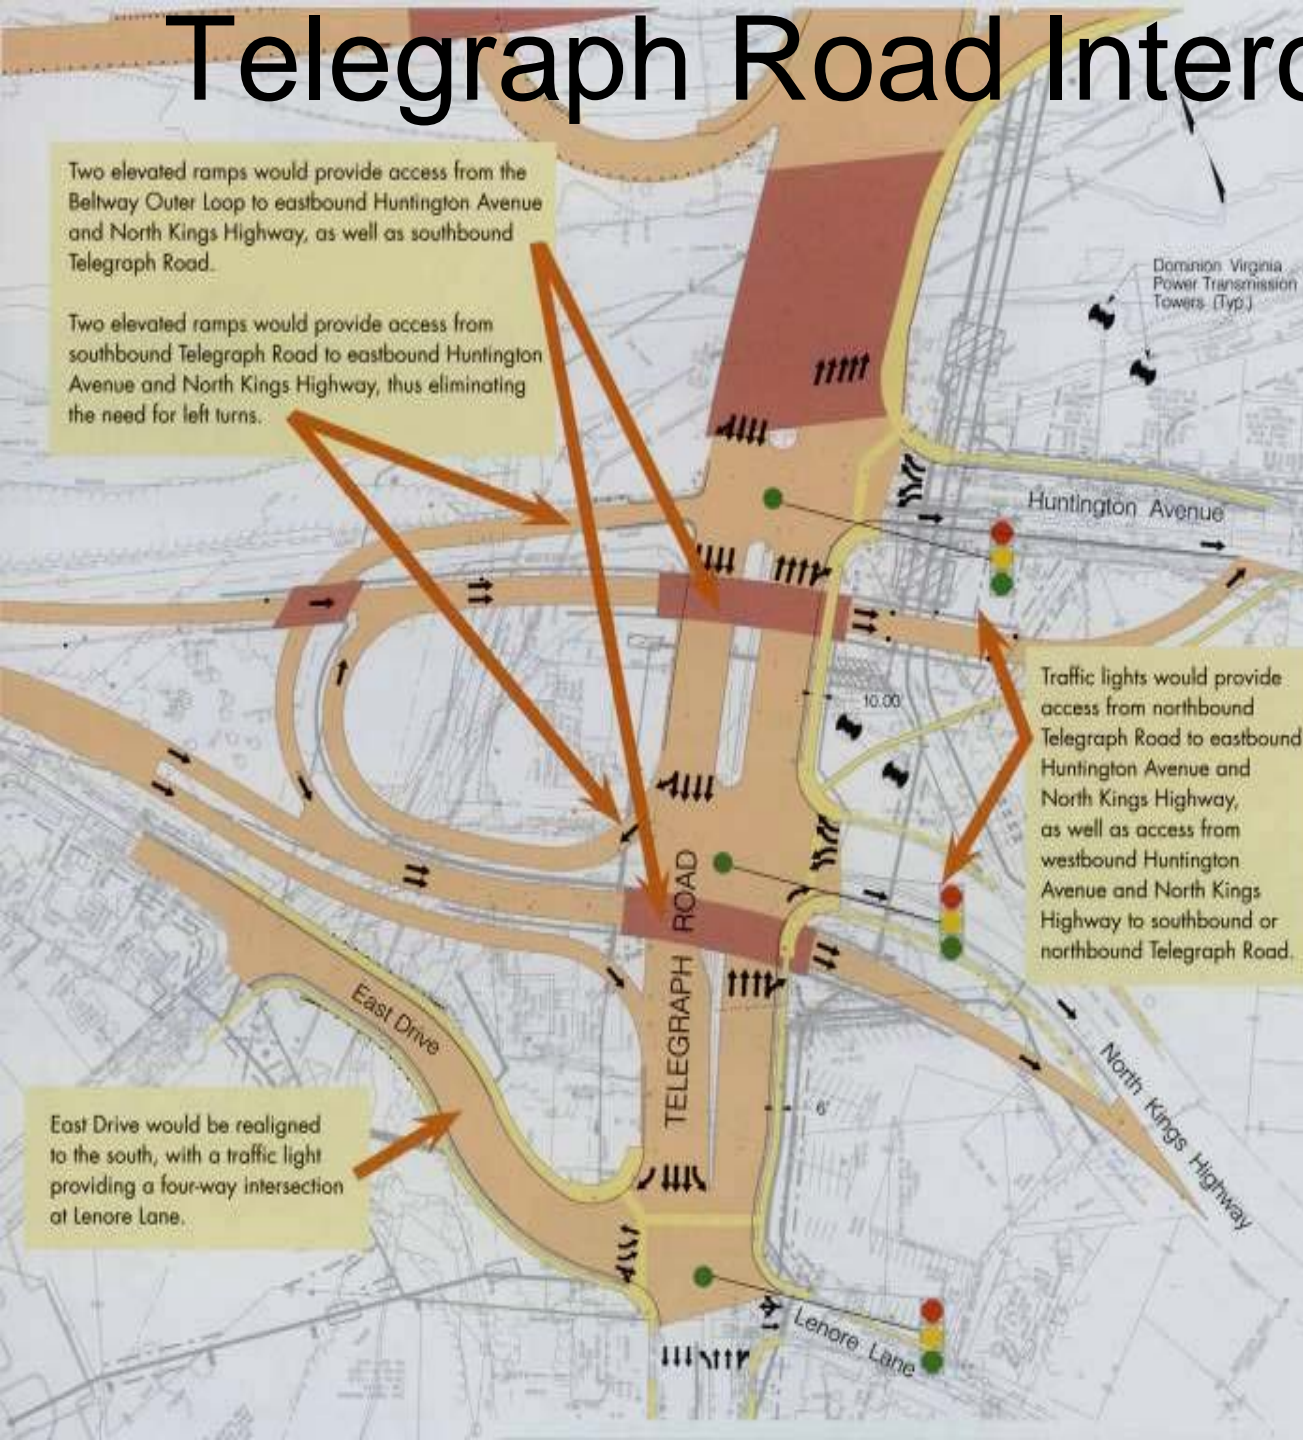 Telegraph Road Interc
Two elevated ramps would provide access from the
Beltway Outer Loop to eastbound Huntington Avenue
and North Kings Highway, as well as southbound
Telegraph Road.
Two elevated ramps would provide access from
southbound Telegraph Road to eastbound Huntington
Avenue and North Kings Highway, thus eliminating
the need for left turns.
Dominion Virginia
Power Transmission
Towers (Typ.)
Huntington Avenue
Traffic lights would provide
access from northbound
Telegraph Road to eastbound
Huntington Avenue and
North Kings Highway,
as well as access from
westbound Huntington
Avenue and North Kings
Highway to southbound or
northbound Telegraph Road.
10.00
TELEGRAPH ROAD
East Drive
North Kings Highway
6'
East Drive would be realigned
to the south, with a traffic light
providing a four-way intersection
at Lenore Lane.
Lenore Lane